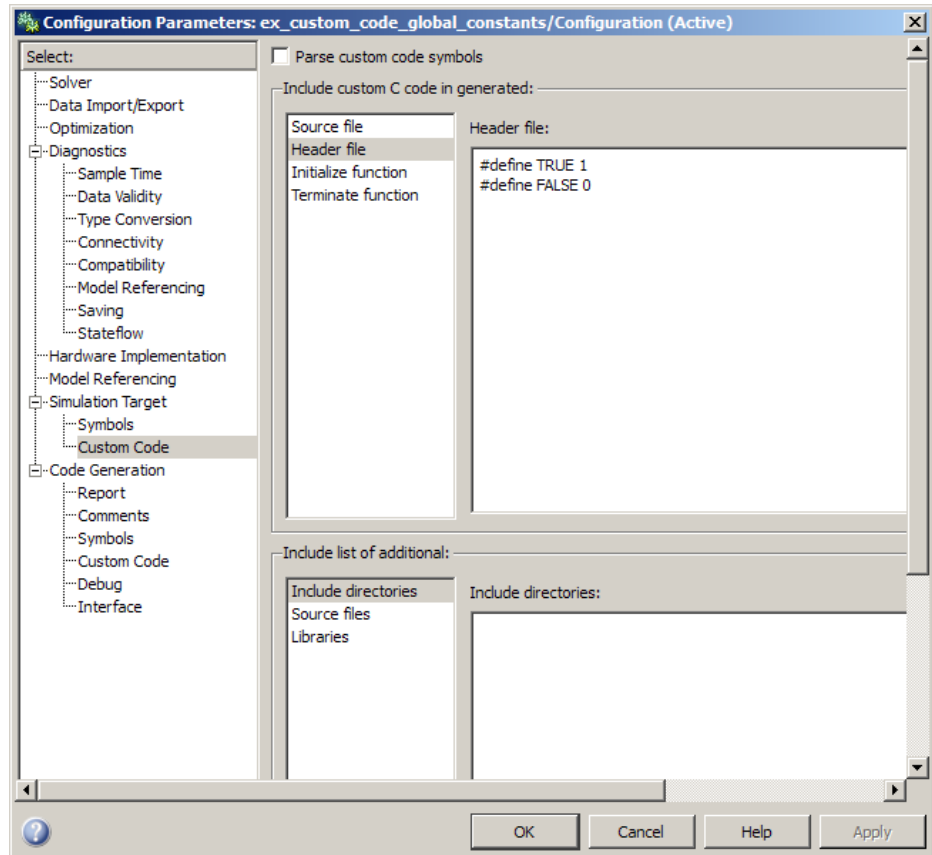 Configuration Parameters: ex_custom_code_global_constants/Configuration (Active)
Select:
Solver
Data Import/Export
Optimization
Diagnostics
Sample Time
Data Validity
Type Conversion
Connectivity
Compatibility
Model Referencing
Saving
Stateflow
Hardware Implementation
Model Referencing
Simulation Target
Symbols
Custom Code
Code Generation
Report
Comments
Symbols
Custom Code
Debug
Interface
Parse custom code symbols
Include custom C code in generated:
Source file
Header file
Initialize function
Terminate function
Header file:
#define TRUE 1
#define FALSE 0
Include list of additional:
Include directories
Source files
Libraries
Include directories:
OK
Cancel
Help
Apply